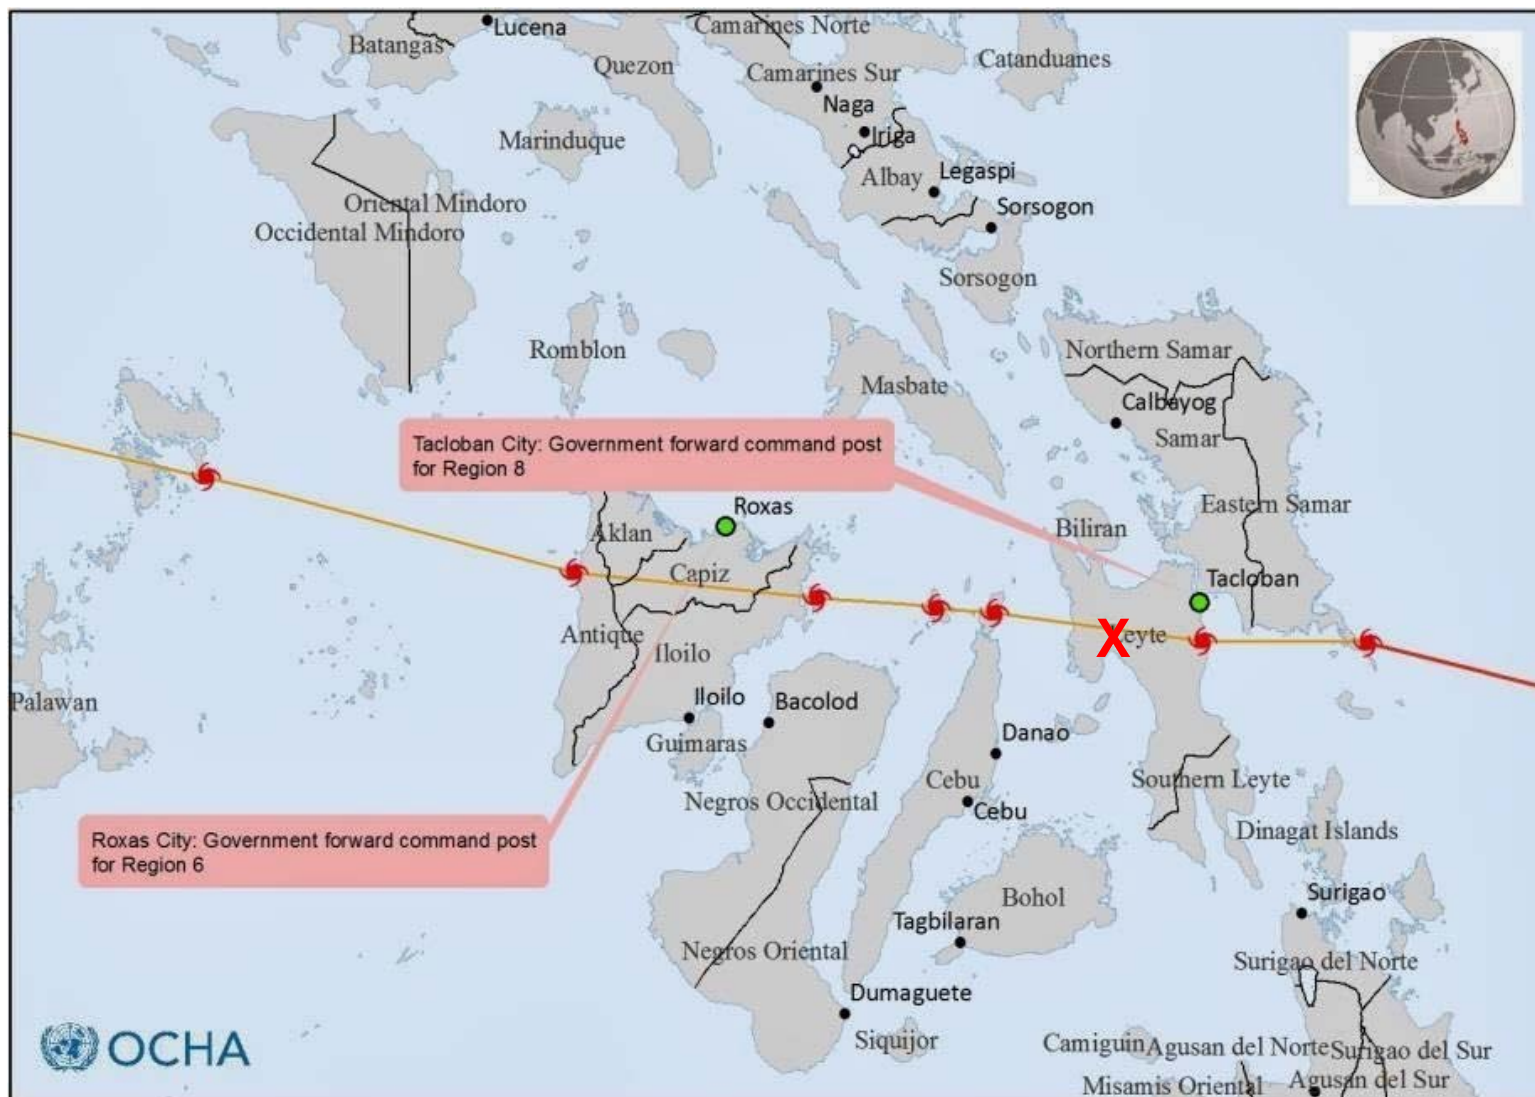 Lucena
Camarines Norte
Batangas
Quezon
Camarines Sur
Catanduanes
Naga
Marinduque
Iriga
Albay
Legaspi
Oriental Mindoro
Sorsogon
Occidental Mindoro
Sorsogon
Romblon
Northern Samar
Masbate
Calbayog
Samar
Tacloban City: Government forward command post
for Region 8
Roxas
Aklan
Eastern Samar
Biliran
Capiz
Tacloban
Antique
X
eyte
Iloilo
Palawan
Iloilo
Bacolod
Guimaras
Danao
Cebu
Southern Leyte
Negros Occidental
Cebu
Roxas City: Government forward command post
for Region 6
Dinagat Islands
Bohol
Surigao
Tagbilaran
Negros Oriental
Surigao del Norte
Dumaguete
Siquijor
OCHA
Camiguin
Agusan del Norte
Surigao del Sur
Misamis Oriental
Agusan del Sur